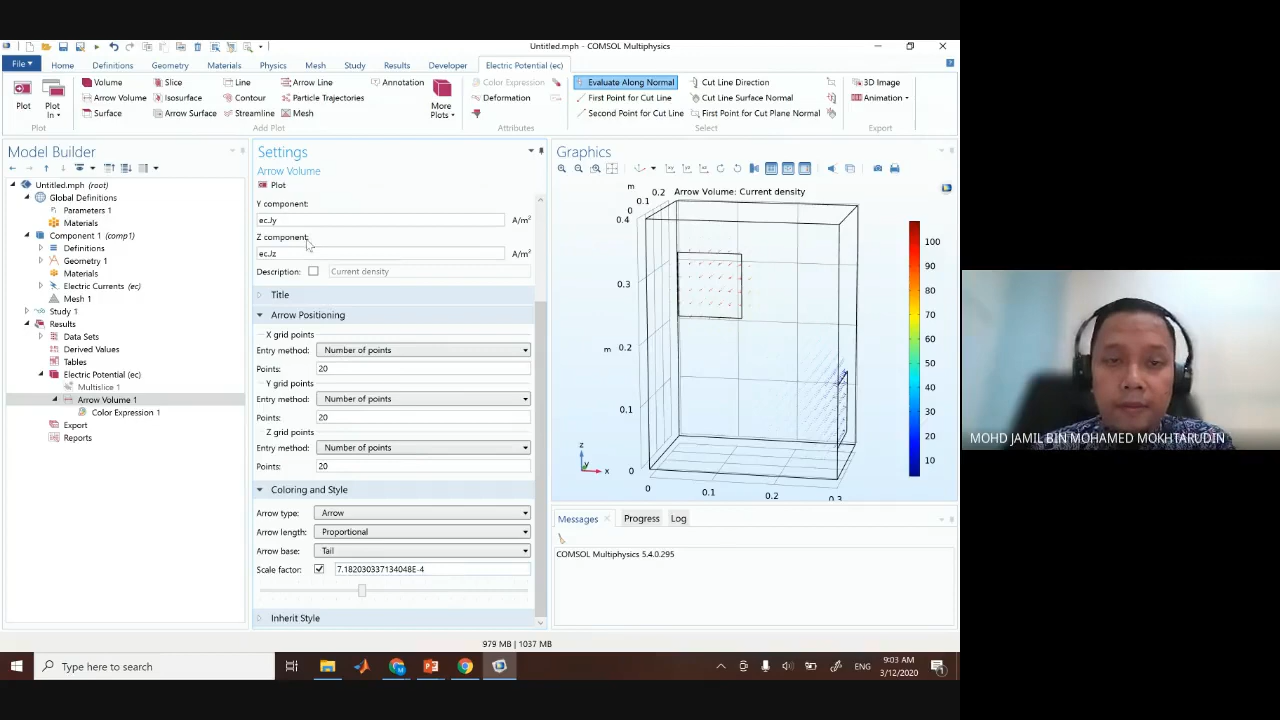 Untitled.mph - COMSOL Multiphysics
File Home Definitions Geometry Materials Physics Mesh Study Results Developer Electric Potential (ec)
Plot
Plot In
Plot
Volume
Arrow Volume
Surface
Slice
Isosurface
Arrow Surface
Line
Contour
Streamline
Arrow Line
Particle Trajectories
Mesh
Annotation
More Plots
Add Plot
Color Expression
Deformation
Attributes
Evaluate Along Normal
First Point for Cut Line
Second Point for Cut Line
Cut Line Direction
Cut Line Surface Normal
First Point for Cut Plane Normal
Select
3D Image
Animation
Export
Model Builder
Untitled.mph (root)
Global Definitions
Parameters 1
Materials
Component 1 (comp1)
Definitions
Geometry 1
Materials
Electric Currents (ec)
Mesh 1
Study 1
Results
Data Sets
Derived Values
Tables
Electric Potential (ec)
Multislice 1
Arrow Volume 1
Color Expression 1
Export
Reports
Settings
Arrow Volume
Plot
Y component:
ec.Jy A/m²
Z component:
ec.Jz A/m²
Description: Current density
Title
Arrow Positioning
X grid points
Entry method: Number of points
Points: 20
Y grid points
Entry method: Number of points
Points: 20
Z grid points
Entry method: Number of points
Points: 20
Coloring and Style
Arrow type: Arrow
Arrow length: Proportional
Arrow base: Tail
Scale factor: 7.182030337134048E-4
Inherit Style
Graphics
Arrow Volume: Current density
m
0.2
0.1
0
0.4
0.3
m
0.2
0.1
0
0
0.1
0.2
0.3
z
y
x
100
90
80
70
60
50
40
30
20
10
Messages Progress Log
COMSOL Multiphysics 5.4.0.295
979 MB | 1037 MB
Type here to search
ENG
9:03 AM
3/12/2020
1
MOHD JAMIL BIN MOHAMED MOKHTARUDIN